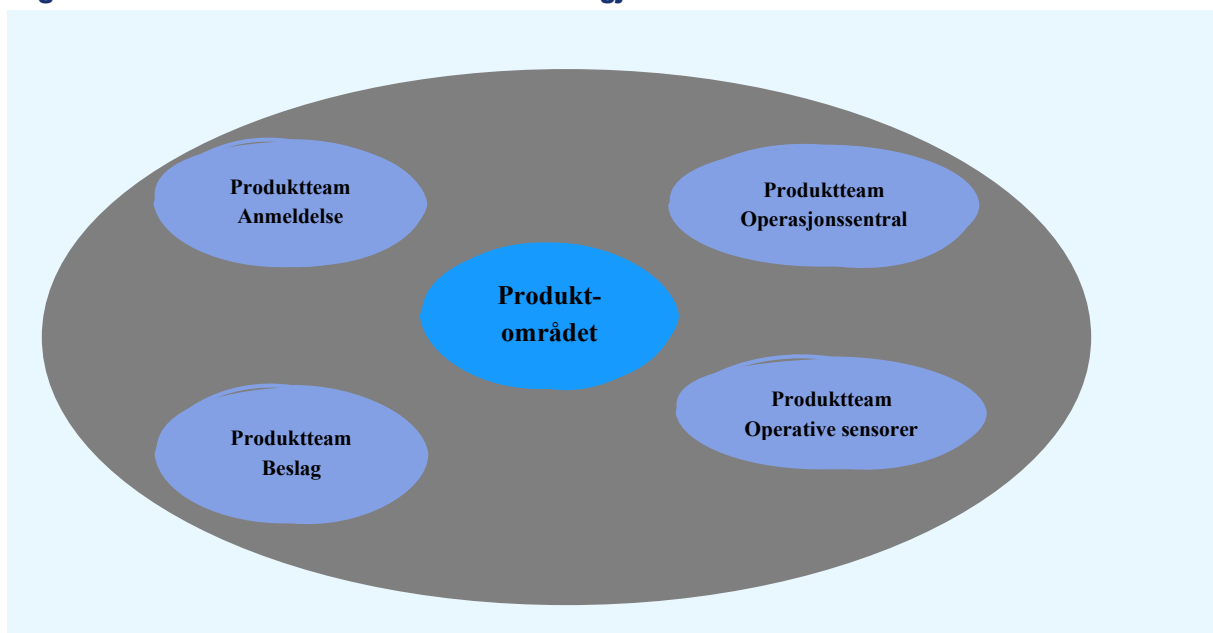 Produktteam
Anmeldelse
Produktteam
Operasjonssentral
Produkt-
området
Produktteam
Beslag
Produktteam
Operative sensorer